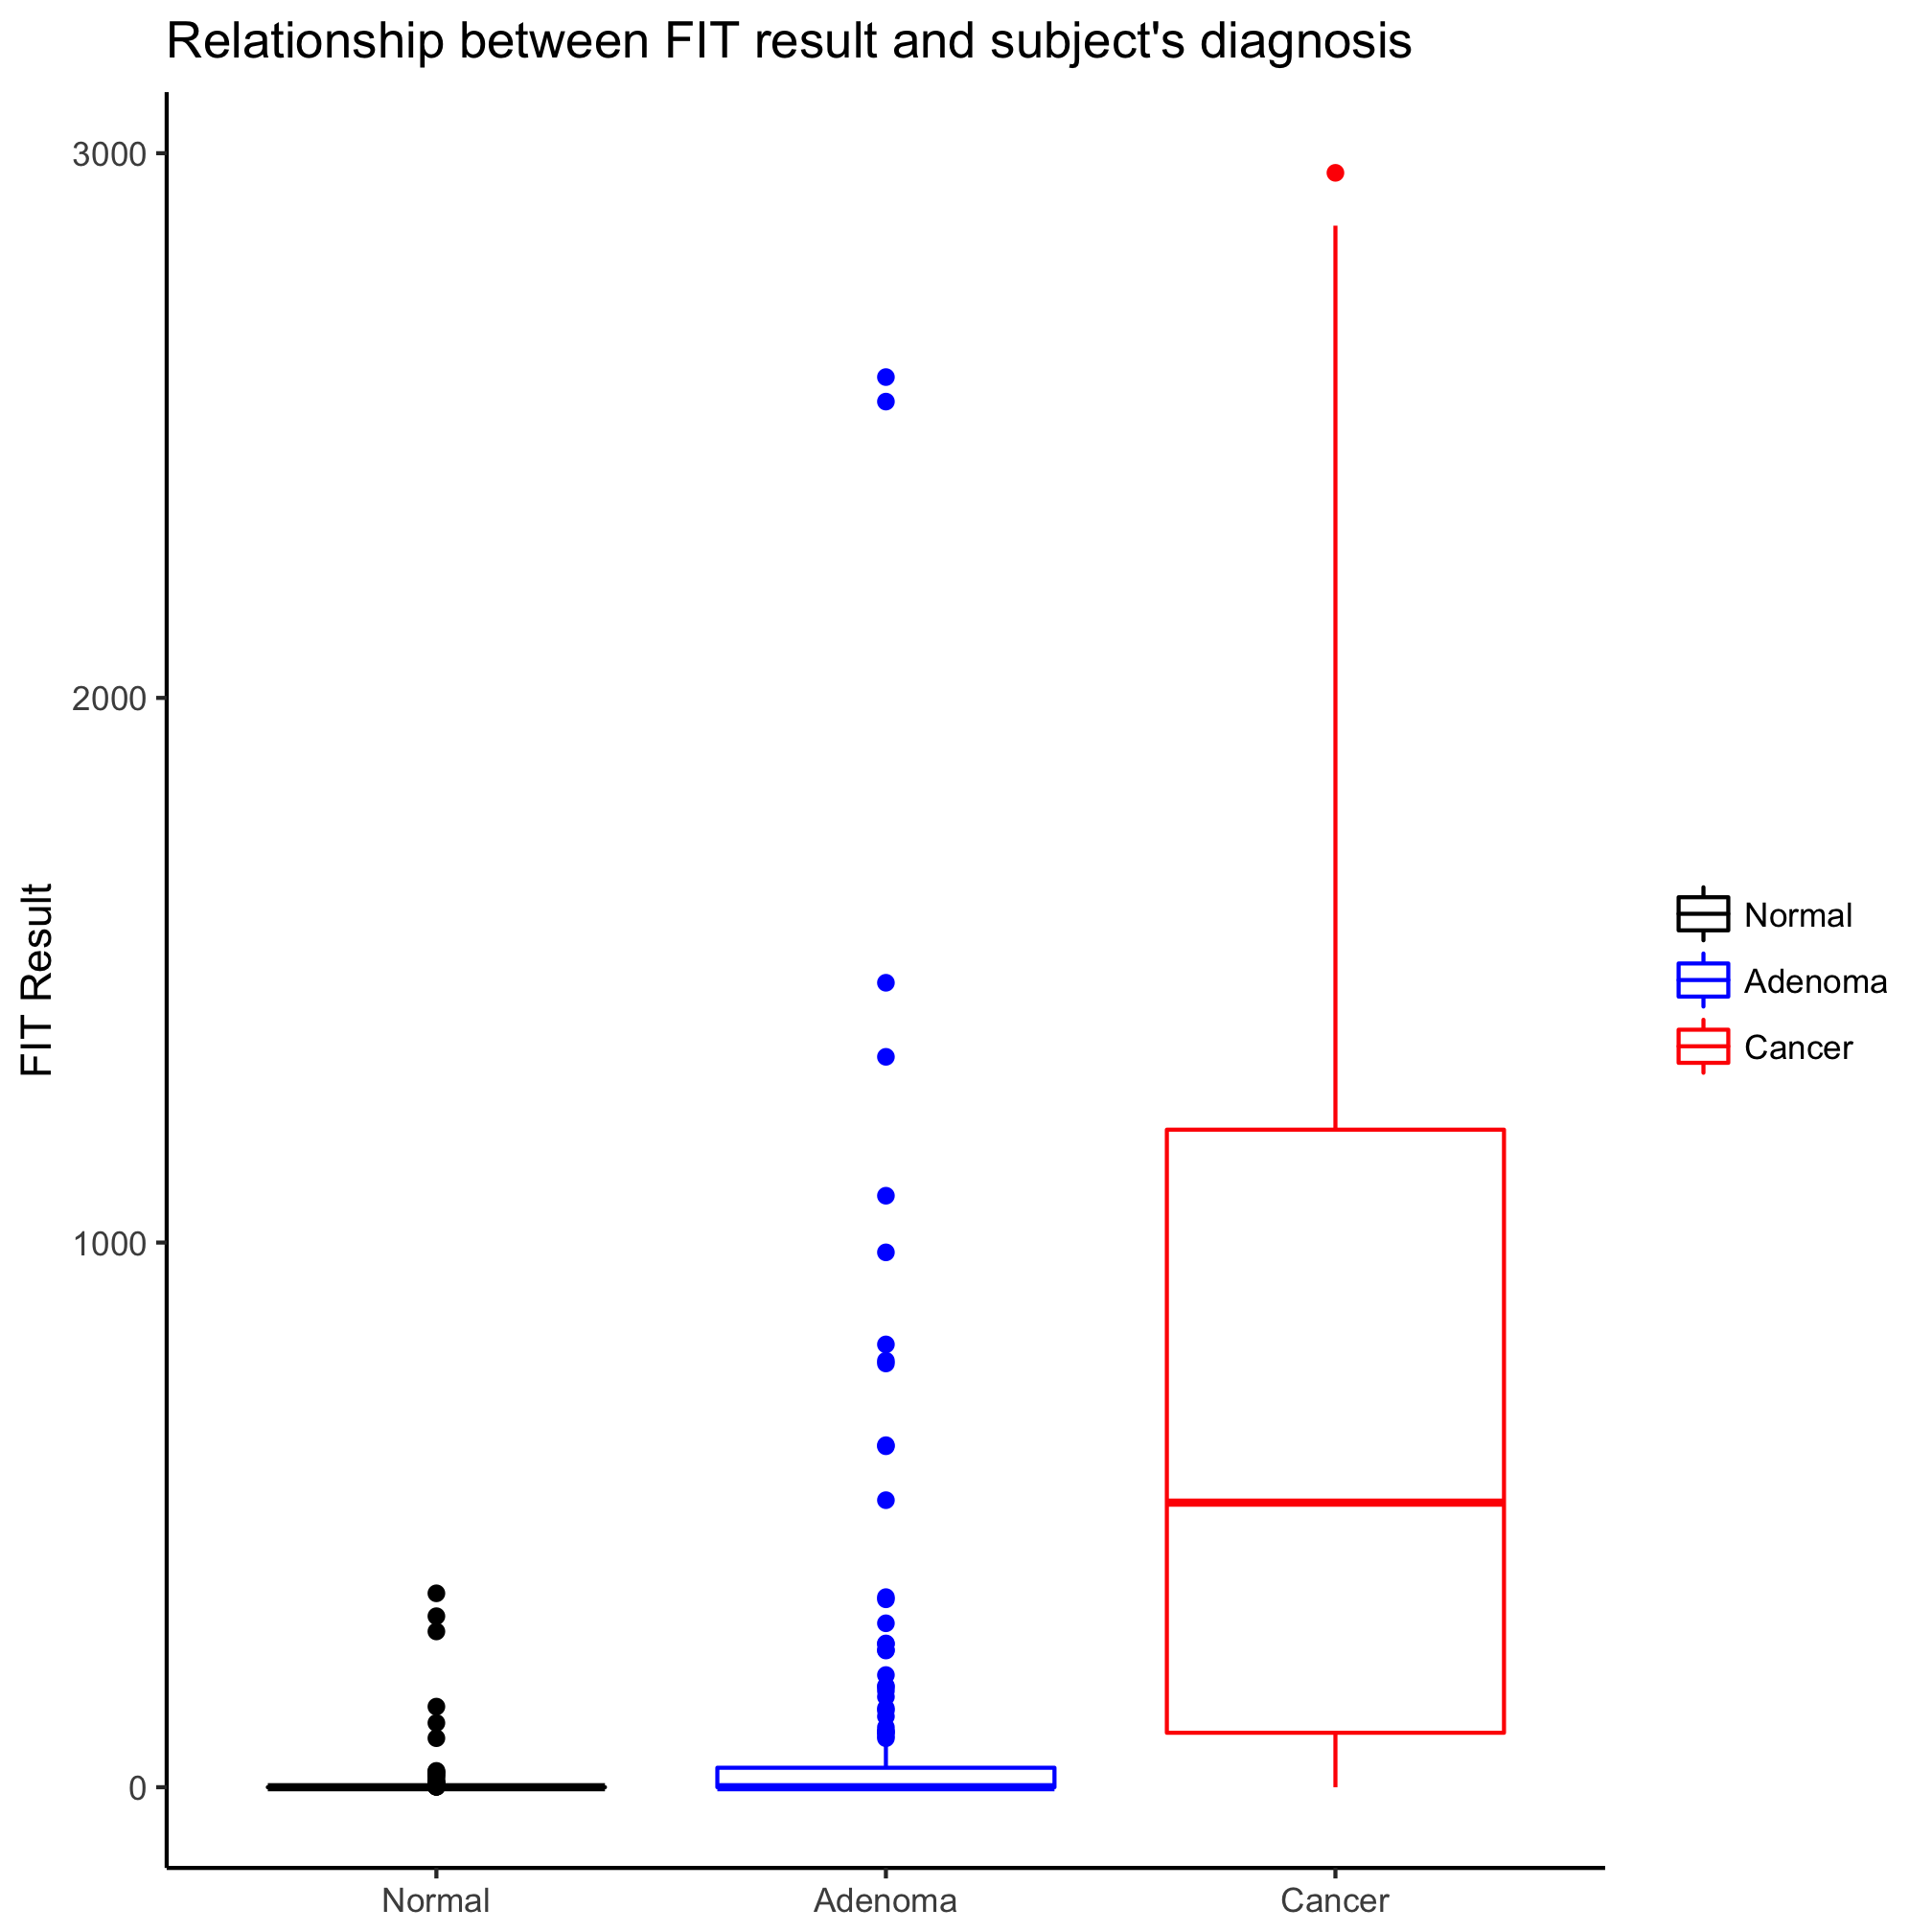 Relationship between FIT result and subject's diagnosis
3000
2000
1000
0
FIT Result
Normal
Adenoma
Cancer
Normal
Adenoma
Cancer